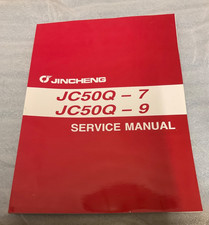 JINCHENG
JC50Q – 7
JC50Q – 9
SERVICE MANUAL